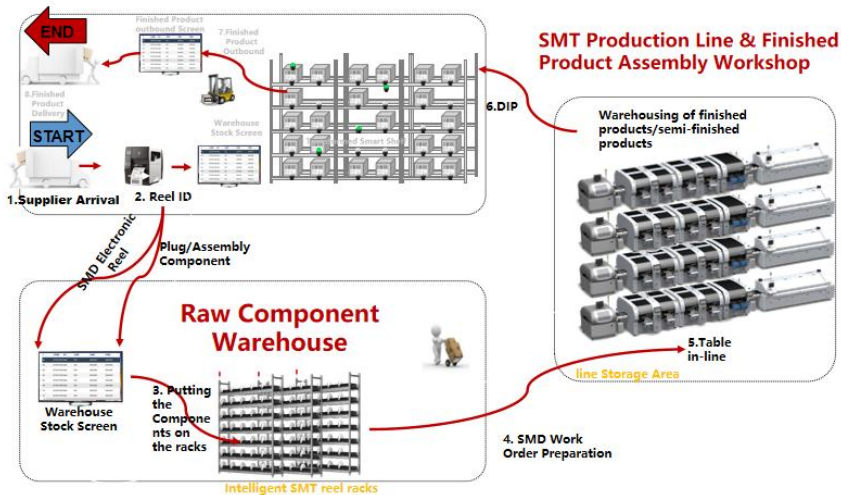 END
Finished Product
outbound Screen
7.Finished
Product
Outbound
8.Finished
Product
Delivery
START
Warehouse
Stock Screen
1.Supplier Arrival
2. Reel ID
SMT Production Line & Finished
Product Assembly Workshop
6.DIP
Warehousing of finished
products/semi-finished
products
SMD Electronic
Reel
Plug/Assembly
Component
Raw Component
Warehouse
Warehouse
Stock Screen
3. Putting
the
Compone
nts on
the racks
Intelligent SMT reel racks
4. SMD Work
Order Preparation
5.Table
in-line
line Storage Area